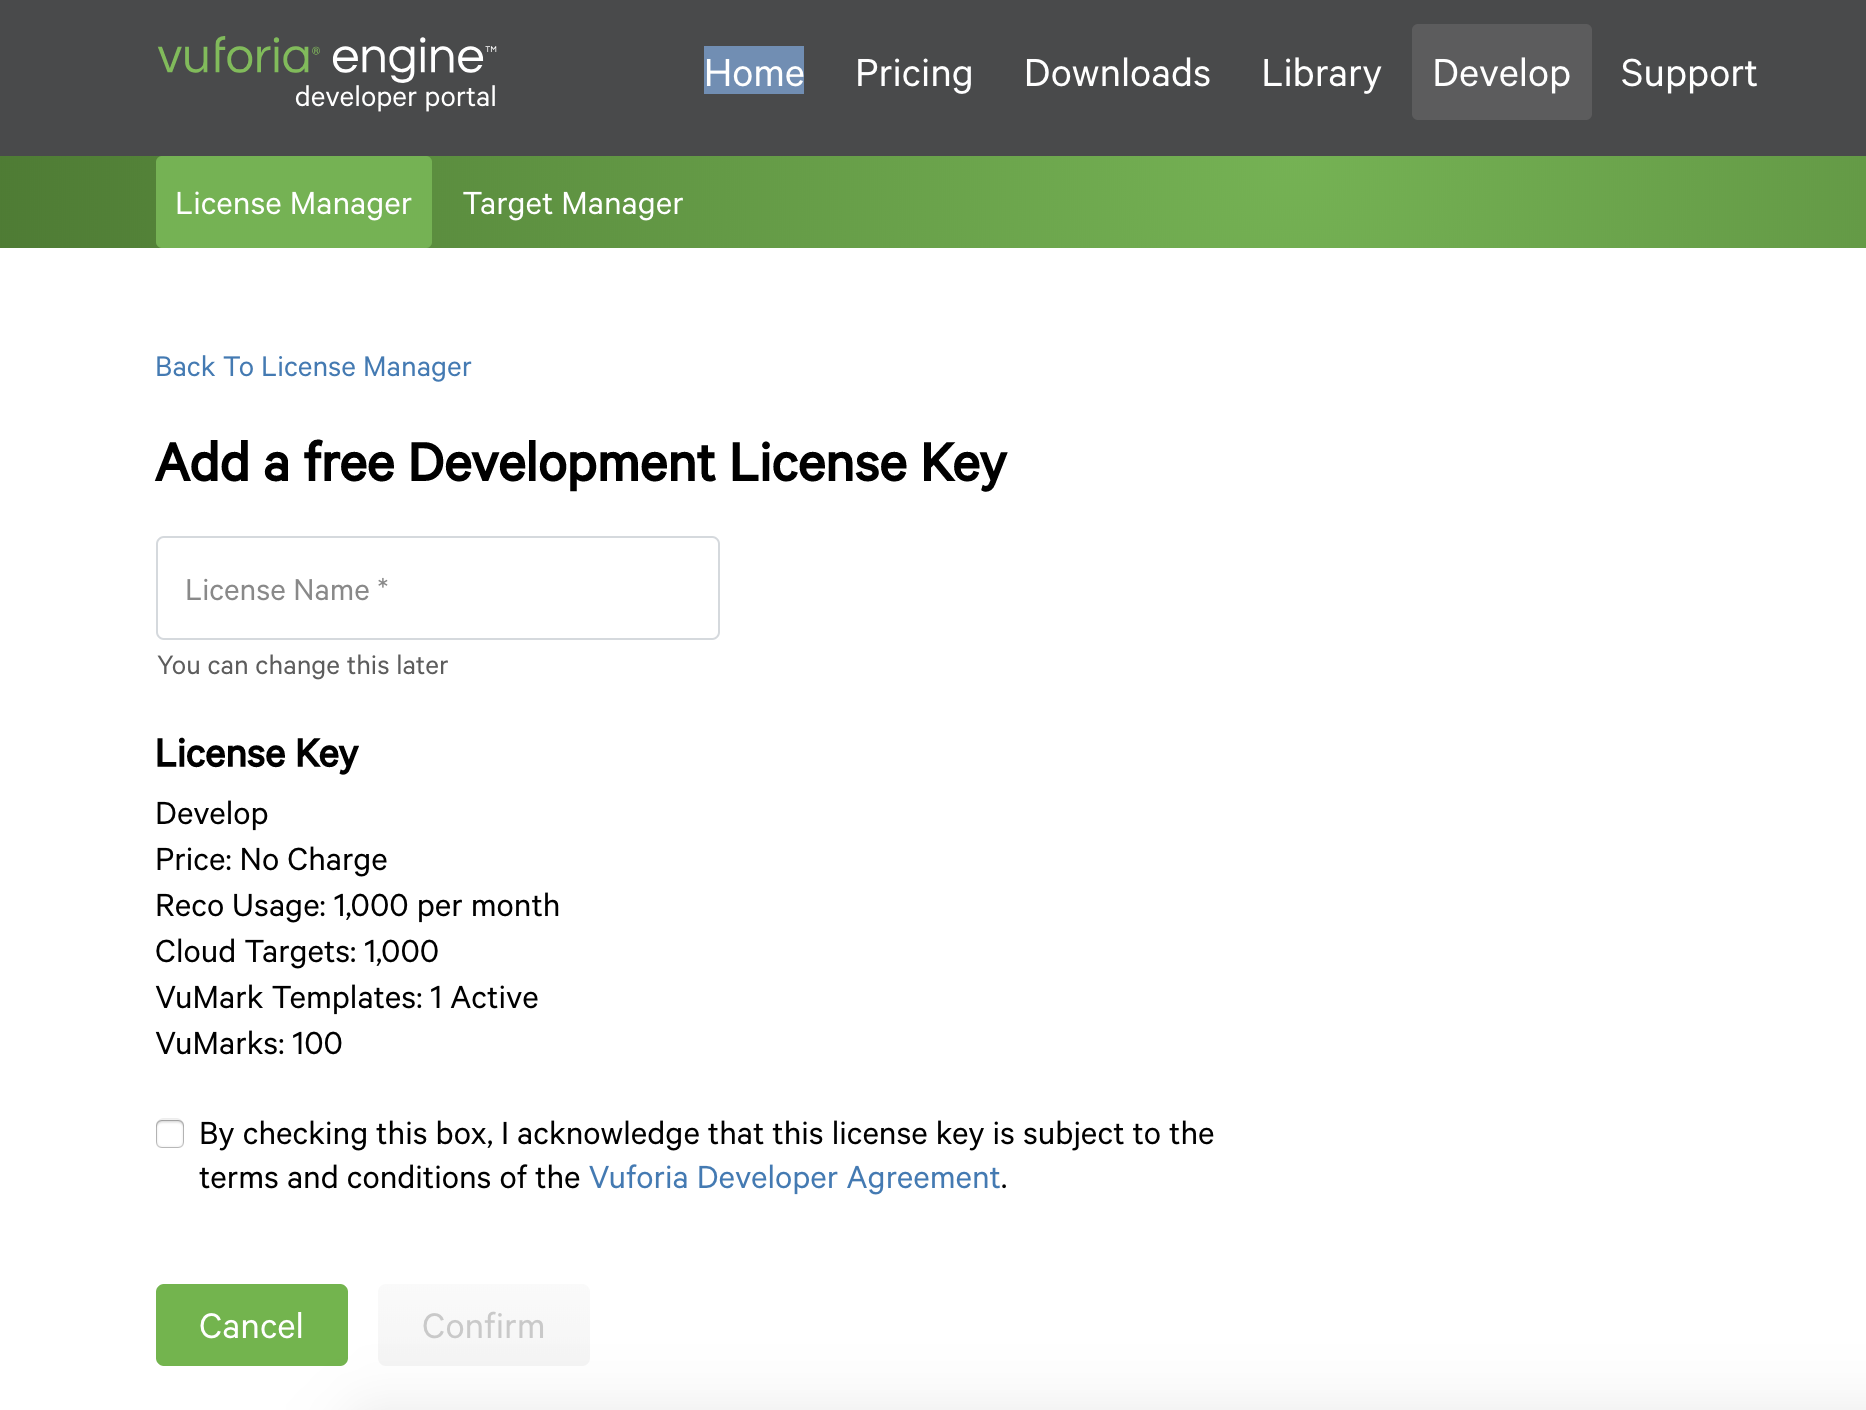 vuforia® engine™
developer portal
Home Pricing Downloads Library Develop Support
License Manager Target Manager
Back To License Manager
Add a free Development License Key
License Name *
You can change this later
License Key
Develop
Price: No Charge
Reco Usage: 1,000 per month
Cloud Targets: 1,000
VuMark Templates: 1 Active
VuMarks: 100
By checking this box, I acknowledge that this license key is subject to the
terms and conditions of the Vuforia Developer Agreement.
Cancel Confirm